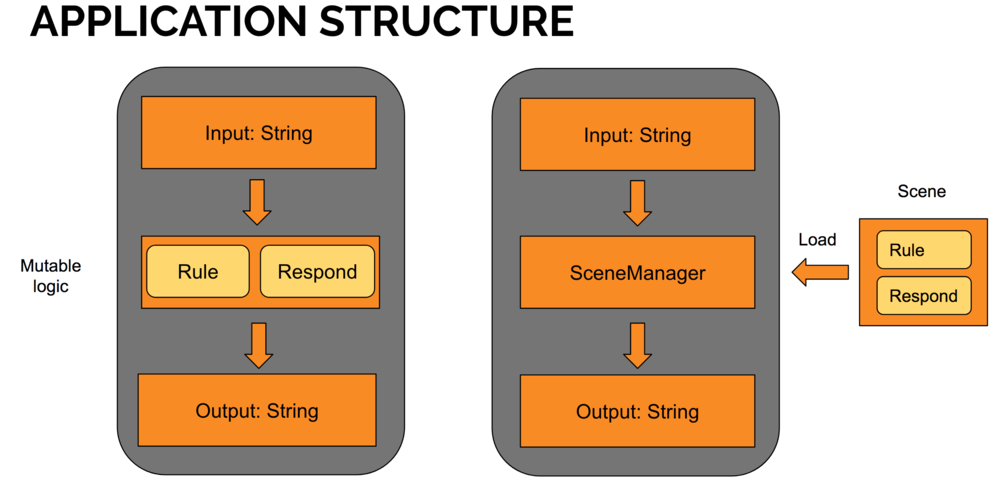 APPLICATION STRUCTURE
Input: String
Mutable
logic
Rule
Respond
Output: String
Input: String
SceneManager
Output: String
Load
Scene
Rule
Respond